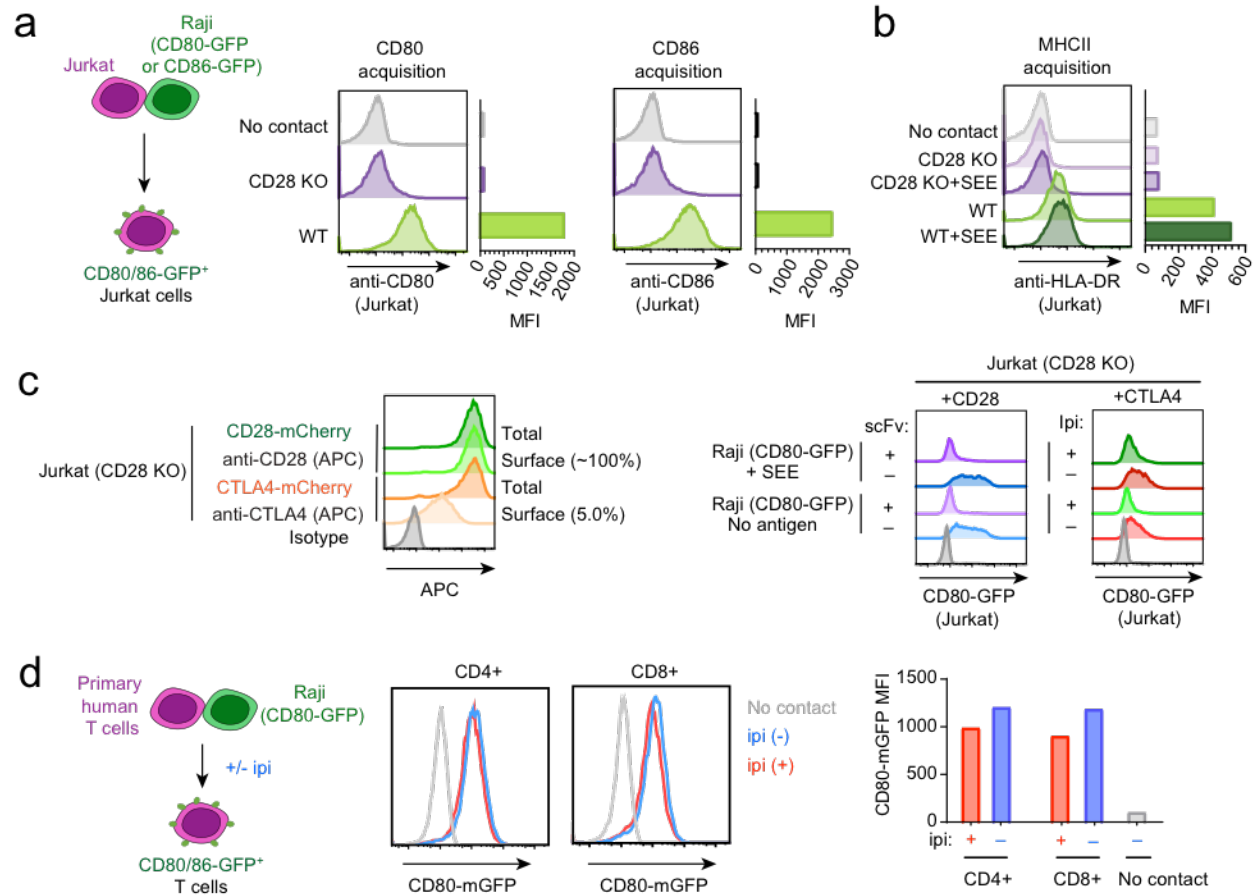 a
Raji
(CD80-GFP
or CD86-GFP)
Jurkat
CD80/86-GFP+
Jurkat cells
CD80
acquisition
No contact
CD28 KO
WT
anti-CD80
(Jurkat)
0
500
1000
1500
2000
MFI
CD86
acquisition
anti-CD86
(Jurkat)
0
1000
2000
3000
MFI
b
MHCII
acquisition
No contact
CD28 KO
CD28 KO+SEE
WT
WT+SEE
anti-HLA-DR
(Jurkat)
0
200
400
600
MFI
c
Jurkat (CD28 KO)
CD28-mCherry
anti-CD28 (APC)
CTLA4-mCherry
anti-CTLA4 (APC)
Isotype
Total
Surface (~100%)
Total
Surface (5.0%)
APC
Jurkat (CD28 KO)
+CD28
+CTLA4
scFv:
Ipi:
Raji (CD80-GFP)
+ SEE
+
–
Raji (CD80-GFP)
No antigen
+
–
+
–
+
–
CD80-GFP
(Jurkat)
CD80-GFP
(Jurkat)
d
Primary
human
T cells
Raji
(CD80-GFP)
+/- ipi
CD80/86-GFP+
T cells
CD4+
CD8+
CD80-mGFP
CD80-mGFP
No contact
ipi (-)
ipi (+)
CD80-mGFP MFI
1500
1000
500
0
ipi: + – + – –
CD4+ CD8+ No contact